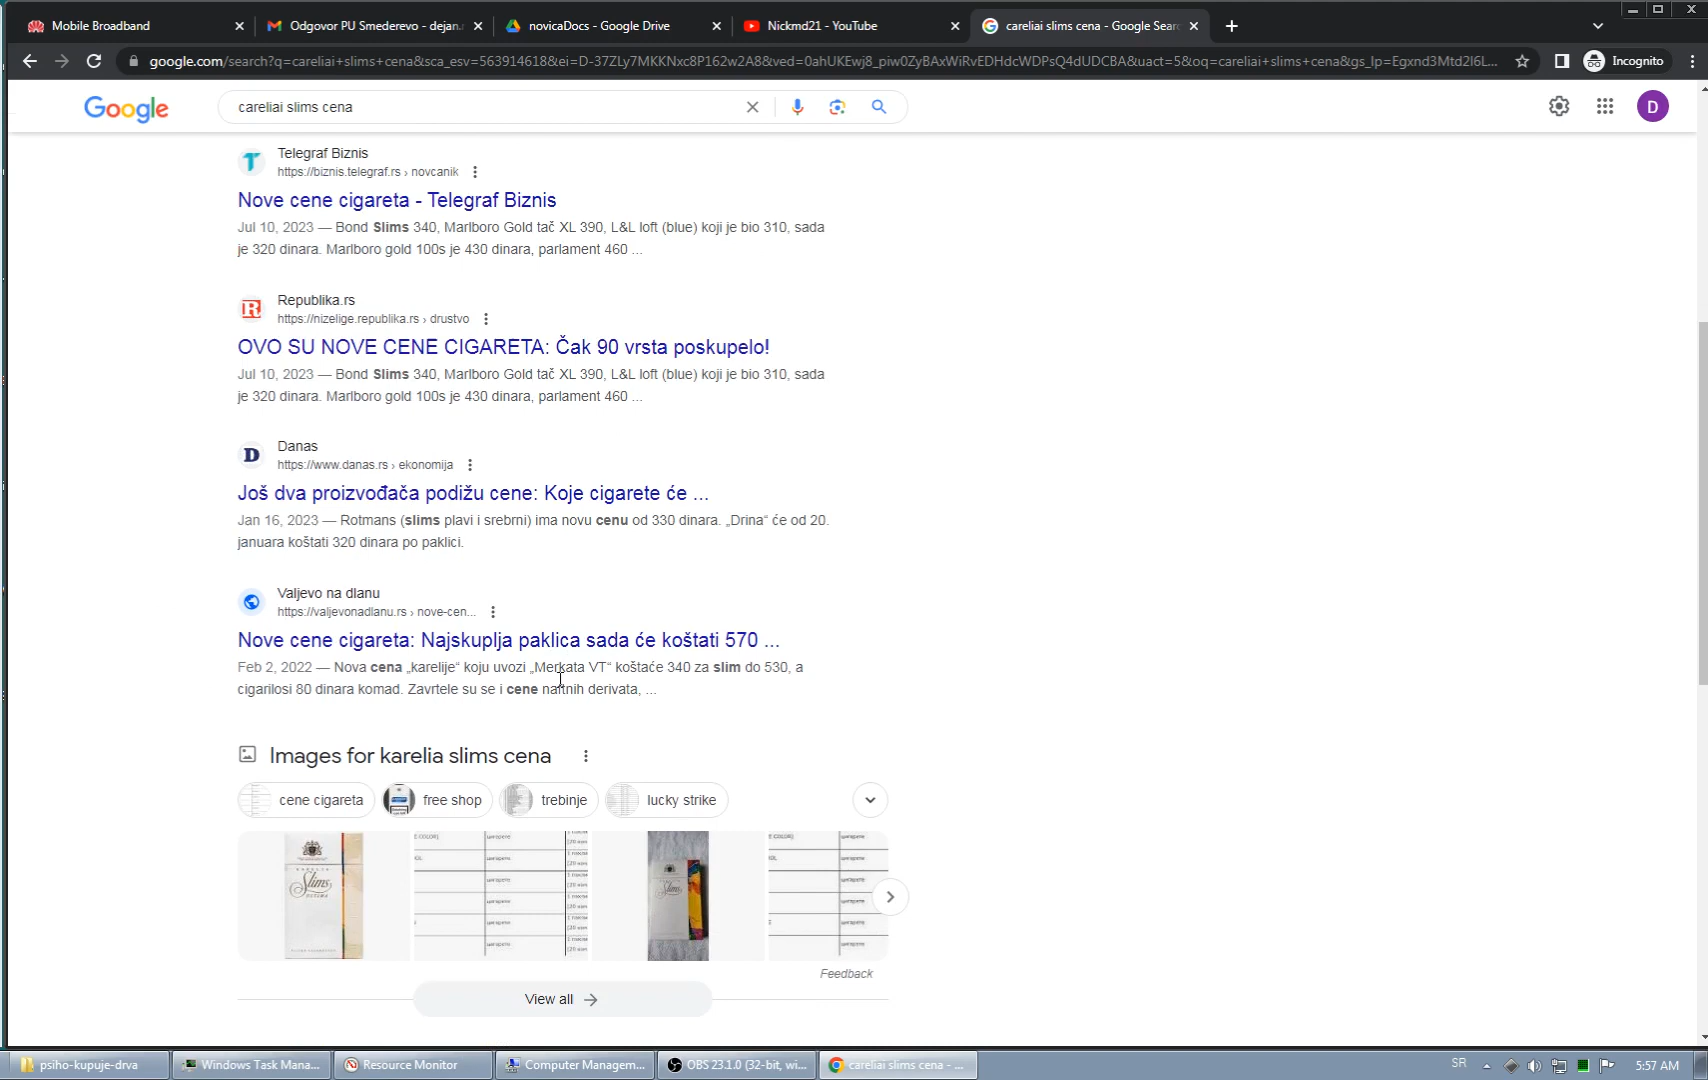 Mobile Broadband
Odgovor PU Smederevo - dejan.
novicaDocs - Google Drive
Nickmd21 - YouTube
careliai slims cena - Google Sear
google.com/search?q=careliai+slims+cena&sca_esv=563914618&ei=D-37ZLy7MKKNxc8P162w2A8&ved=0ahUKEwj8_piw0ZyBAxWiRvEDHdcWDPsQ4dUDCBA&uact=5&oq=careliai+slims+cena&gs_lp=Egxnd3Mtd2l6L...
Incognito
Google
careliai slims cena
D
Telegraf Biznis
https://biznis.telegraf.rs › novcanik
Nove cene cigareta - Telegraf Biznis
Jul 10, 2023 — Bond Slims 340, Marlboro Gold tač XL 390, L&L loft (blue) koji je bio 310, sada
je 320 dinara. Marlboro gold 100s je 430 dinara, parlament 460 ...
Republika.rs
https://nizelige.republika.rs › drustvo
OVO SU NOVE CENE CIGARETA: Čak 90 vrsta poskupelo!
Jul 10, 2023 — Bond Slims 340, Marlboro Gold tač XL 390, L&L loft (blue) koji je bio 310, sada
je 320 dinara. Marlboro gold 100s je 430 dinara, parlament 460 ...
Danas
https://www.danas.rs › ekonomija
Još dva proizvođača podižu cene: Koje cigarete će ...
Jan 16, 2023 — Rotmans (slims plavi i srebrni) ima novu cenu od 330 dinara. „Drina“ će od 20.
januara koštati 320 dinara po paklici.
Valjevo na dlanu
https://valjevonadlanu.rs › nove-cen...
Nove cene cigareta: Najskuplja paklica sada će koštati 570 ...
Feb 2, 2022 — Nova cena „karelije“ koju uvozi „Merkata VT“ koštaće 340 za slim do 530, a
cigarilosi 80 dinara komad. Zavrtele su se i cene naftnih derivata, ...
Images for karelia slims cena
cene cigareta
free shop
trebinje
lucky strike
Slims
Feedback
View all
psiho-kupuje-drva
Windows Task Mana...
Resource Monitor
Computer Managem...
OBS 23.1.0 (32-bit, wi...
careliai slims cena - ...
SR
5:57 AM